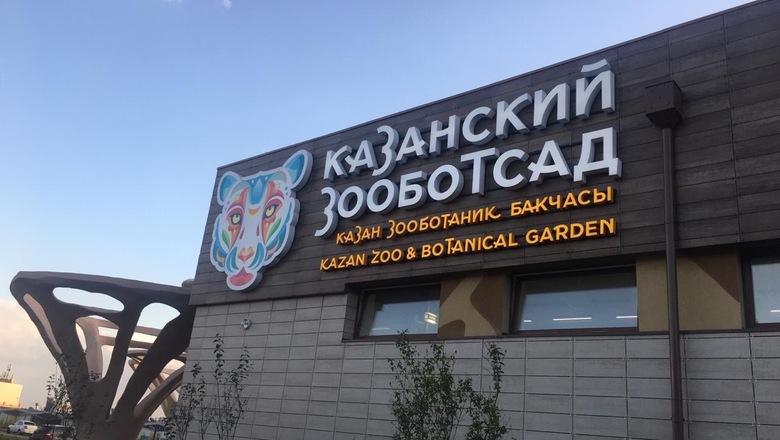 КАЗАНСКИЙ
ЗООБОТСАД
КАЗАН ЗООБОТАНИК БАКЧАСЫ
KAZAN ZOO & BOTANICAL GARDEN